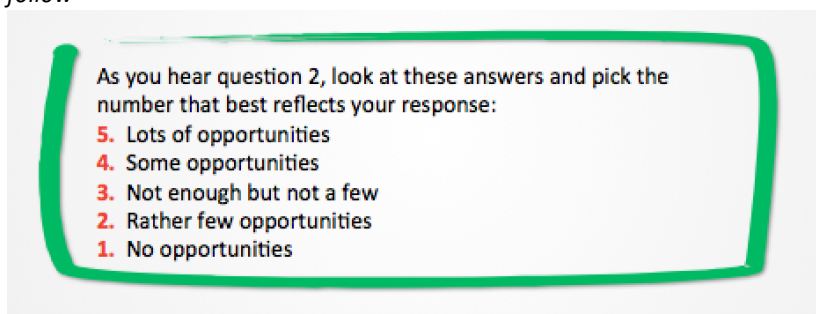 follow
As you hear question 2, look at these answers and pick the
number that best reflects your response:
5. Lots of opportunities
4. Some opportunities
3. Not enough but not a few
2. Rather few opportunities
1. No opportunities